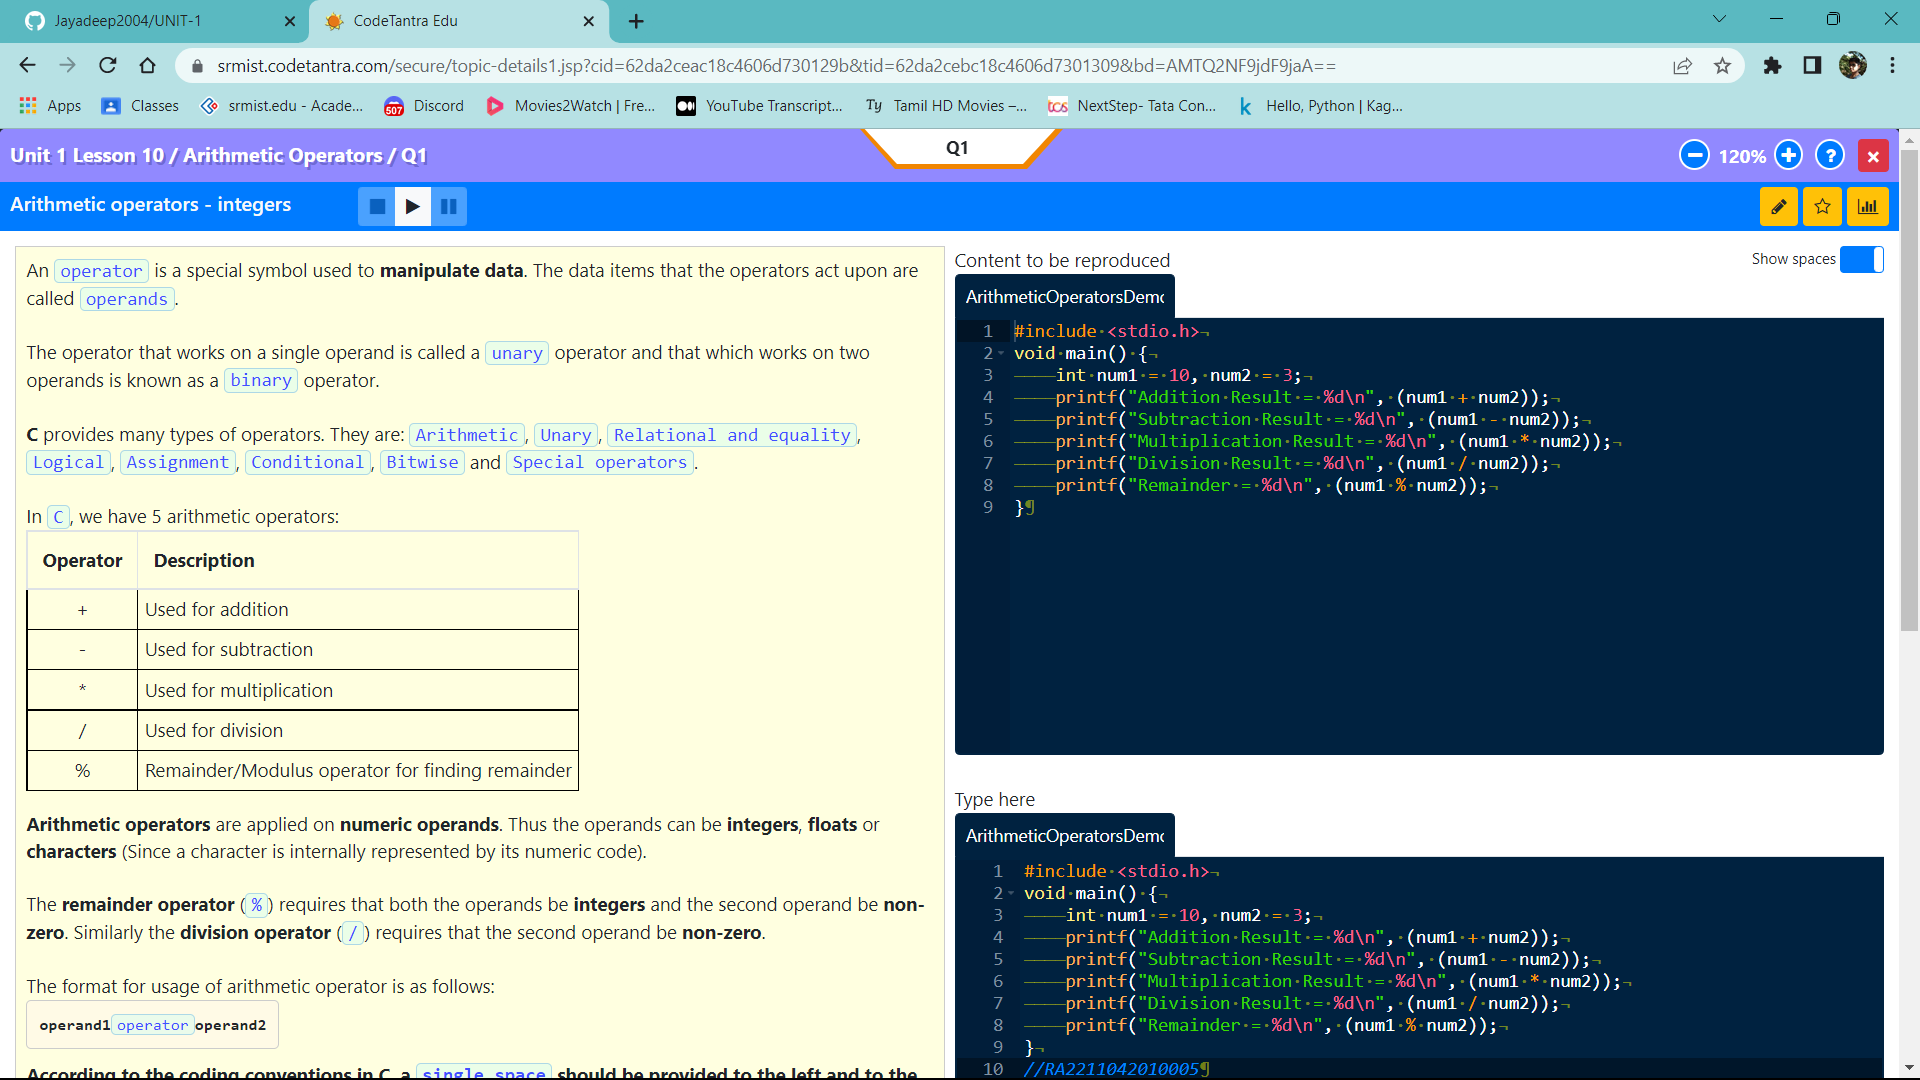 Jayadeep2004/UNIT-1
CodeTantra Edu
srmist.codetantra.com/secure/topic-details1.jsp?cid=62da2ceac18c4606d730129b&tid=62da2cebc18c4606d7301309&bd=AMTQ2NF9jdF9jaA==
Apps Classes srmist.edu - Acade... 507 Discord Movies2Watch | Fre... YouTube Transcript... Ty Tamil HD Movies –... tcs NextStep- Tata Con... k Hello, Python | Kag...
Unit 1 Lesson 10 / Arithmetic Operators / Q1
Q1
120%
?
Arithmetic operators - integers
An operator is a special symbol used to manipulate data. The data items that the operators act upon are
called operands.
The operator that works on a single operand is called a unary operator and that which works on two
operands is known as a binary operator.
C provides many types of operators. They are: Arithmetic, Unary, Relational and equality,
Logical, Assignment, Conditional, Bitwise and Special operators.
In C, we have 5 arithmetic operators:
Operator Description
+ Used for addition
- Used for subtraction
* Used for multiplication
/ Used for division
% Remainder/Modulus operator for finding remainder
Arithmetic operators are applied on numeric operands. Thus the operands can be integers, floats or
characters (Since a character is internally represented by its numeric code).
The remainder operator (%) requires that both the operands be integers and the second operand be non-
zero. Similarly the division operator (/) requires that the second operand be non-zero.
The format for usage of arithmetic operator is as follows:
operand1 operator operand2
According to the coding conventions in C, a single space should be provided to the left and to the
Content to be reproduced
Show spaces
ArithmeticOperatorsDemo
1 #include·<stdio.h>¬
2 void·main()·{¬
3 ————int·num1·=·10,·num2·=·3;¬
4 ————printf("Addition·Result·=·%d\n",·(num1·+·num2));¬
5 ————printf("Subtraction·Result·=·%d\n",·(num1·-·num2));¬
6 ————printf("Multiplication·Result·=·%d\n",·(num1·*·num2));¬
7 ————printf("Division·Result·=·%d\n",·(num1·/·num2));¬
8 ————printf("Remainder·=·%d\n",·(num1·%·num2));¬
9 }¶
Type here
ArithmeticOperatorsDemo
1 #include·<stdio.h>¬
2 void·main()·{¬
3 ————int·num1·=·10,·num2·=·3;¬
4 ————printf("Addition·Result·=·%d\n",·(num1·+·num2));¬
5 ————printf("Subtraction·Result·=·%d\n",·(num1·-·num2));¬
6 ————printf("Multiplication·Result·=·%d\n",·(num1·*·num2));¬
7 ————printf("Division·Result·=·%d\n",·(num1·/·num2));¬
8 ————printf("Remainder·=·%d\n",·(num1·%·num2));¬
9 }¬
10 //RA2211042010005¶